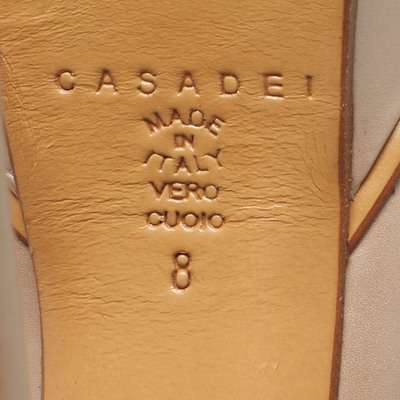 CASADEI
MADE
IN
ITALY
VERO
CUOIO
8